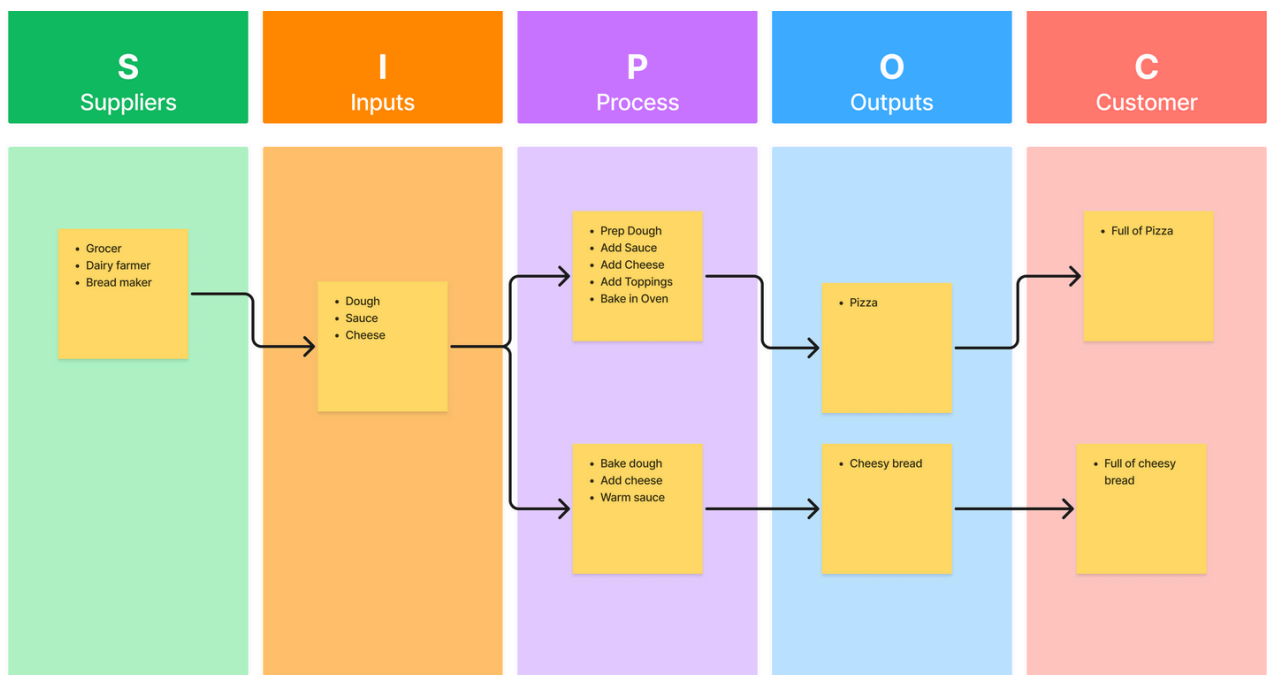 S
Suppliers
I
Inputs
P
Process
O
Outputs
C
Customer
• Grocer
• Dairy farmer
• Bread maker
• Dough
• Sauce
• Cheese
• Prep Dough
• Add Sauce
• Add Cheese
• Add Toppings
• Bake in Oven
• Bake dough
• Add cheese
• Warm sauce
• Pizza
• Cheesy bread
• Full of Pizza
• Full of cheesy
bread